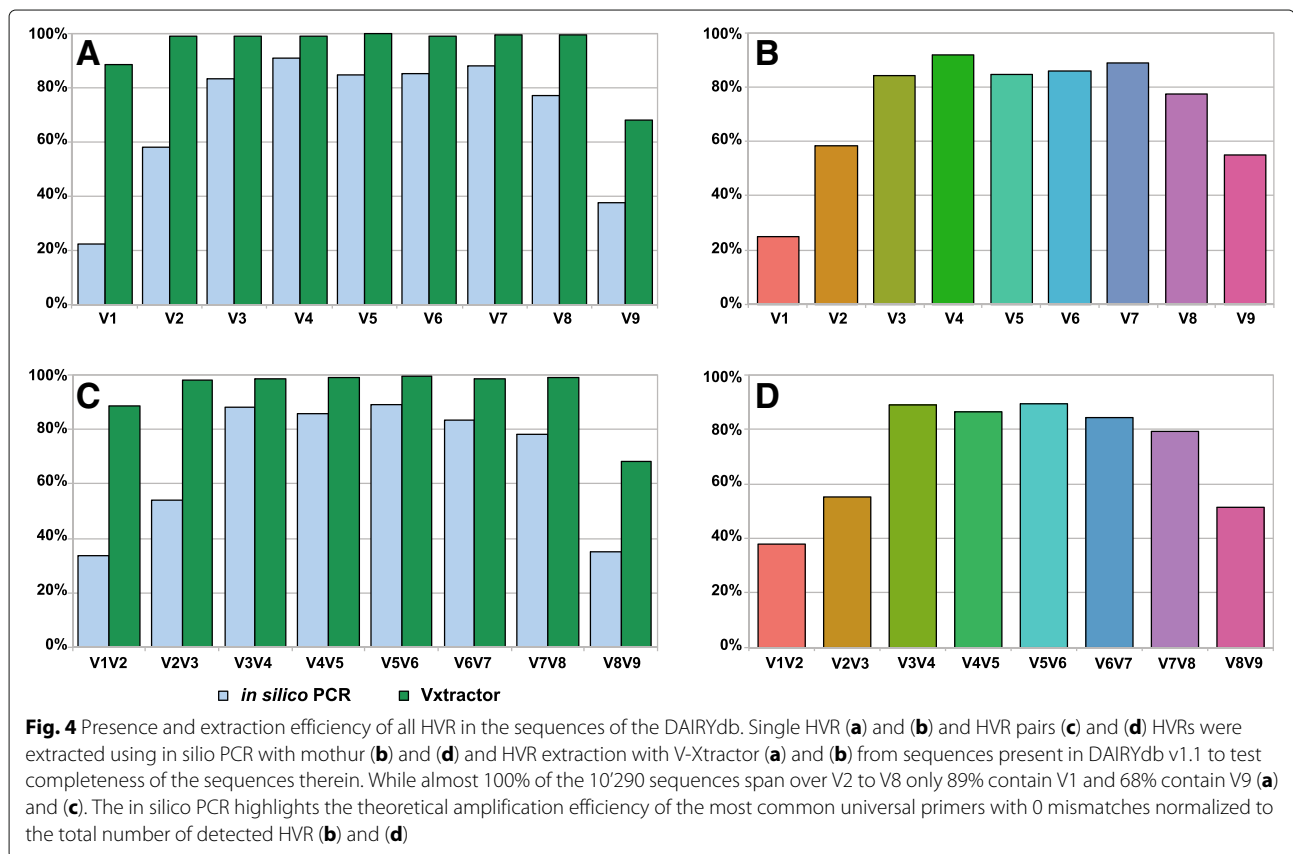 A
100%
80%
60%
40%
20%
0%
V1 V2 V3 V4 V5 V6 V7 V8 V9
B
100%
80%
60%
40%
20%
0%
V1 V2 V3 V4 V5 V6 V7 V8 V9
C
100%
80%
60%
40%
20%
0%
V1V2 V2V3 V3V4 V4V5 V5V6 V6V7 V7V8 V8V9
D
100%
80%
60%
40%
20%
0%
V1V2 V2V3 V3V4 V4V5 V5V6 V6V7 V7V8 V8V9
in silico PCR Vxtractor
Fig. 4 Presence and extraction efficiency of all HVR in the sequences of the DAIRYdb. Single HVR (a) and (b) and HVR pairs (c) and (d) HVRs were
extracted using in silio PCR with mothur (b) and (d) and HVR extraction with V-Xtractor (a) and (b) from sequences present in DAIRYdb v1.1 to test
completeness of the sequences therein. While almost 100% of the 10'290 sequences span over V2 to V8 only 89% contain V1 and 68% contain V9 (a)
and (c). The in silico PCR highlights the theoretical amplification efficiency of the most common universal primers with 0 mismatches normalized to
the total number of detected HVR (b) and (d)